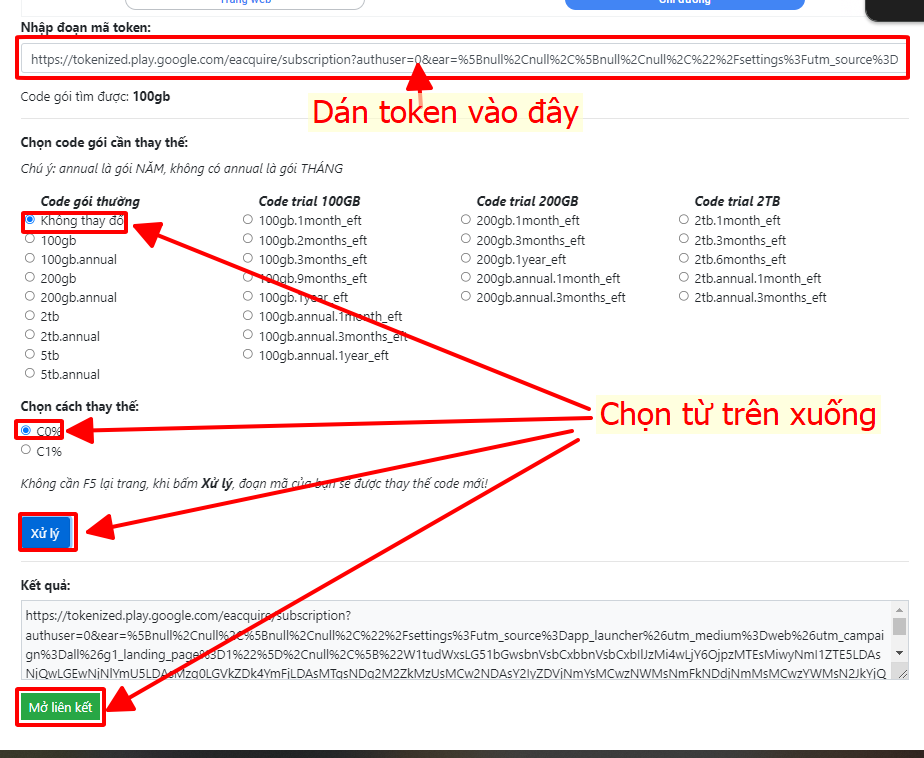 Trang web
Chỉ đường
Nhập đoạn mã token:
https://tokenized.play.google.com/eacquire/subscription?authuser=0&ear=%5Bnull%2Cnull%2C%5Bnull%2Cnull%2C%22%2Fsettings%3Futm_source%3D
Code gói tìm được: 100gb
Dán token vào đây
Chọn code gói cần thay thế:
Chú ý: annual là gói NĂM, không có annual là gói THÁNG
Code gói thường
Không thay đổ
100gb
100gb.annual
200gb
200gb.annual
2tb
2tb.annual
5tb
5tb.annual
Code trial 100GB
100gb.1month_eft
100gb.2months_eft
100gb.3months_eft
100gb.9months_eft
100gb.1year_eft
100gb.annual.1month_eft
100gb.annual.3months_eft
100gb.annual.1year_eft
Code trial 200GB
200gb.1month_eft
200gb.3months_eft
200gb.1year_eft
200gb.annual.1month_eft
200gb.annual.3months_eft
Code trial 2TB
2tb.1month_eft
2tb.3months_eft
2tb.6months_eft
2tb.annual.1month_eft
2tb.annual.3months_eft
Chọn cách thay thế:
C0%
C1%
Chọn từ trên xuống
Không cần F5 lại trang, khi bấm Xử lý, đoạn mã của bạn sẽ được thay thế code mới!
Xử lý
Kết quả:
https://tokenized.play.google.com/eacquire/subscription?
authuser=0&ear=%5Bnull%2Cnull%2C%5Bnull%2Cnull%2C%22%2Fsettings%3Futm_source%3Dapp_launcher%26utm_medium%3Dweb%26utm_campai
gn%3Dall%26g1_landing_page%3D1%22%5D%2Cnull%2C%5B%22W1tudWxsLG51bGwsbnVsbCxbbnVsbCxbIlJzMi4wLjY6OjpzMTEsMiwyNmI1ZTE5LDAs
Mở liên kết